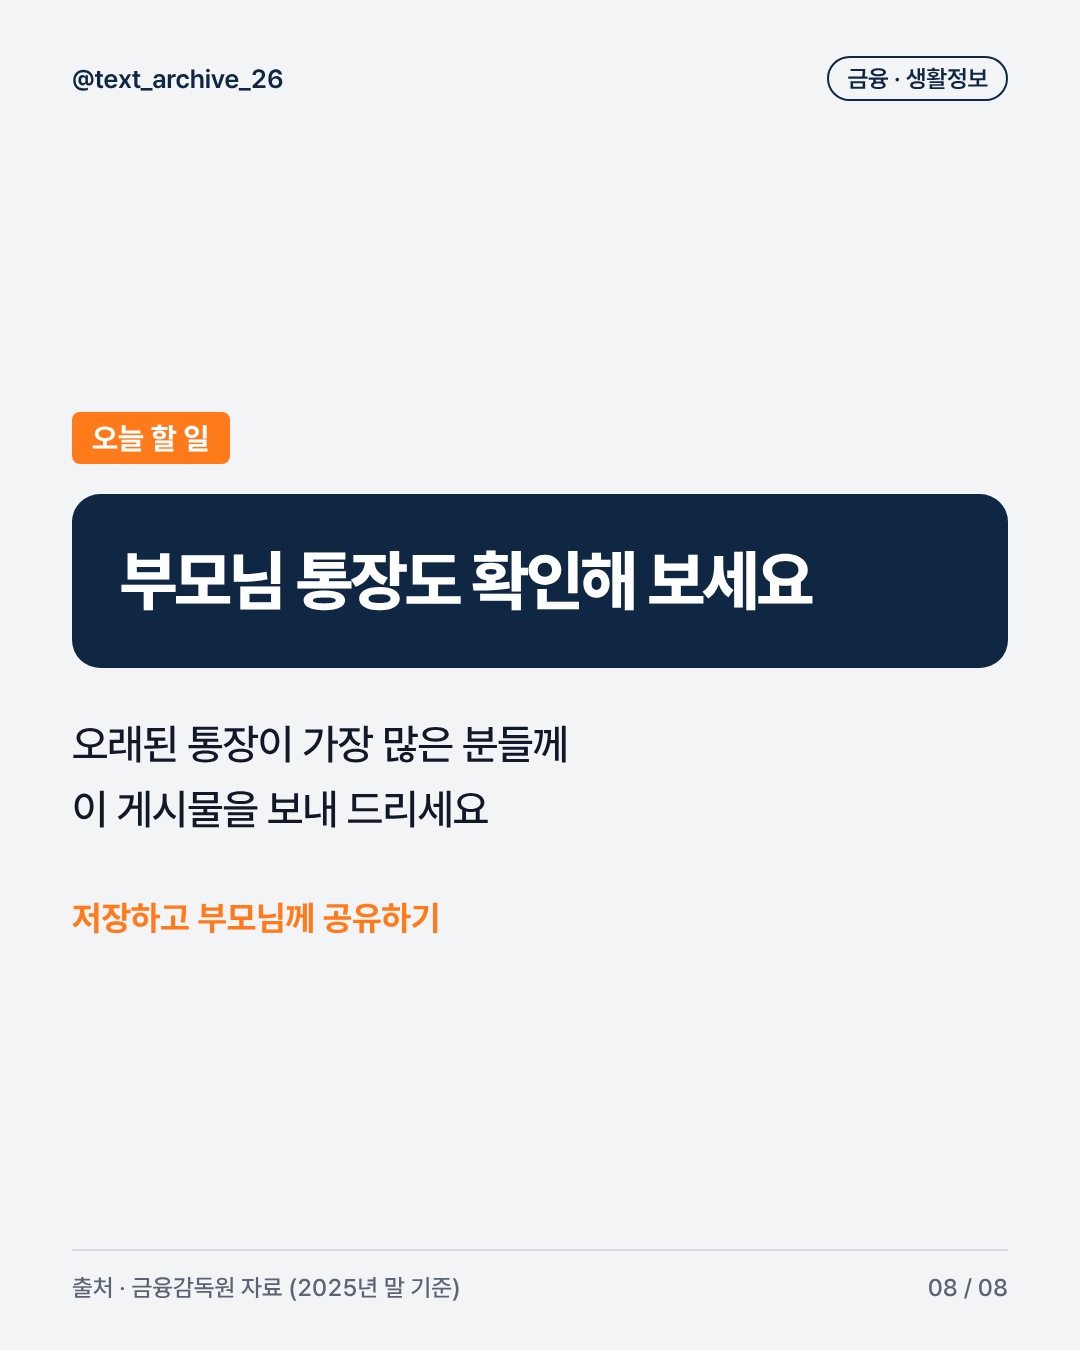 @text_archive_26
금융 · 생활정보
오늘 할 일
부모님 통장도 확인해 보세요
오래된 통장이 가장 많은 분들께
이 게시물을 보내 드리세요
저장하고 부모님께 공유하기
출처 · 금융감독원 자료 (2025년 말 기준)
08 / 08